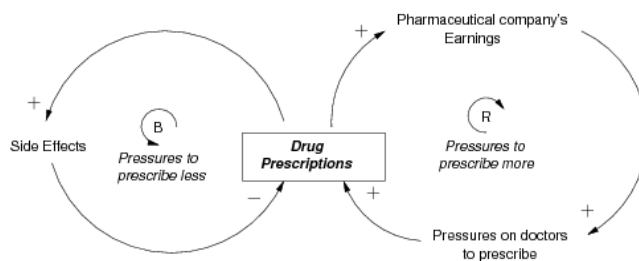 Pharmaceutical company's
Earnings
+
+
B
R
Side Effects
Drug
Prescriptions
Pressures to
prescribe less
Pressures to
prescribe more
−
+
+
Pressures on doctors
to prescribe